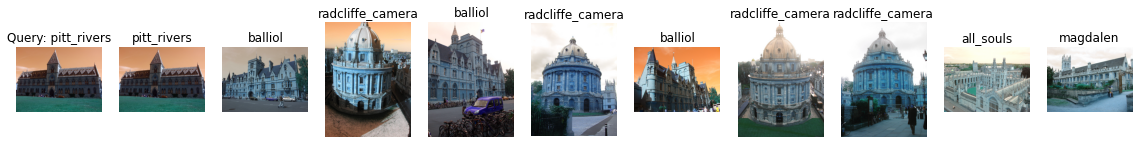 Query: pitt_rivers
pitt_rivers
balliol
radcliffe_camera
balliol
radcliffe_camera
balliol
radcliffe_camera
radcliffe_camera
all_souls
magdalen